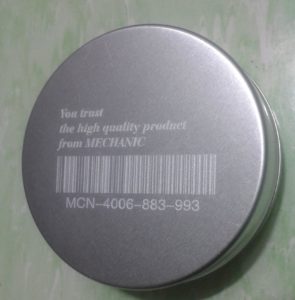 You trust
the high quality product
from MECHANIC
MCN-4006-883-993